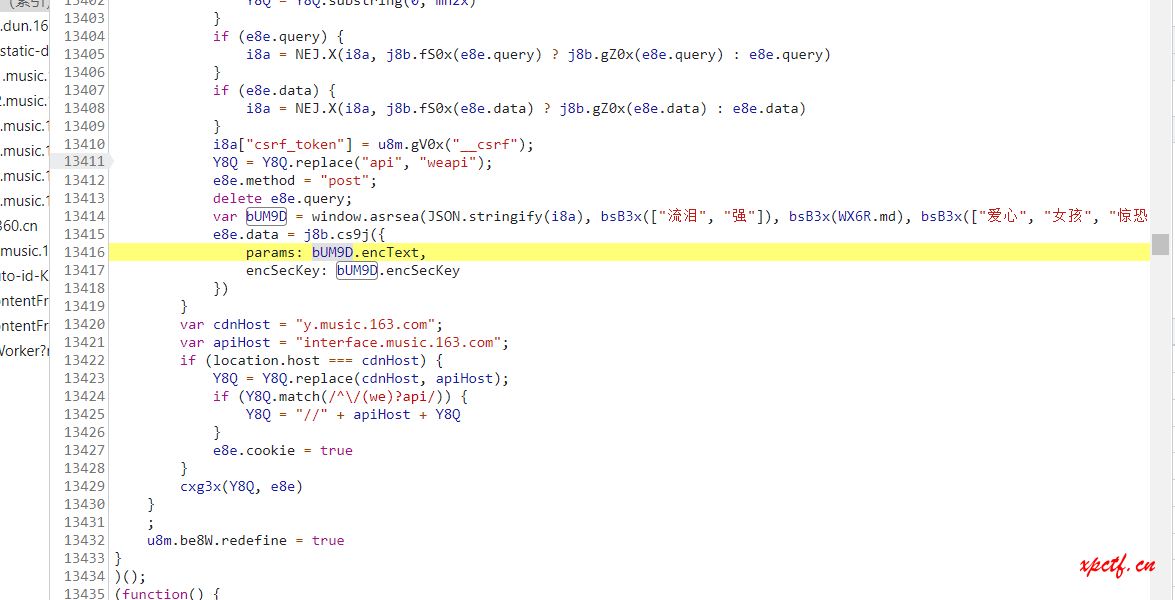 (索引)
13402 Y8Q = Y8Q.substring(0, mn2x)
13403 }
.dun.16
13404 if (e8e.query) {
static-d
13405 i8a = NEJ.X(i8a, j8b.fS0x(e8e.query) ? j8b.gZ0x(e8e.query) : e8e.query)
.music.
13406 }
13407 if (e8e.data) {
2.music.
13408 i8a = NEJ.X(i8a, j8b.fS0x(e8e.data) ? j8b.gZ0x(e8e.data) : e8e.data)
.music.1
13409 }
13410 i8a["csrf_token"] = u8m.gV0x("__csrf");
.music.1
13411 Y8Q = Y8Q.replace("api", "weapi");
.music.1
13412 e8e.method = "post";
13413 delete e8e.query;
.music.1
13414 var bUM9D = window.asrsea(JSON.stringify(i8a), bsB3x(["流泪", "强"]), bsB3x(WX6R.md), bsB3x(["爱心", "女孩", "惊恐
360.cn
13415 e8e.data = j8b.cs9j({
music.1
13416 params: bUM9D.encText,
13417 encSecKey: bUM9D.encSecKey
to-id-K
13418 })
ntentFr
13419 }
13420 var cdnHost = "y.music.163.com";
ntentFr
13421 var apiHost = "interface.music.163.com";
Worker?r
13422 if (location.host === cdnHost) {
13423 Y8Q = Y8Q.replace(cdnHost, apiHost);
13424 if (Y8Q.match(/^\/(we)?api/)) {
13425 Y8Q = "//" + apiHost + Y8Q
13426 }
13427 e8e.cookie = true
13428 }
13429 cxg3x(Y8Q, e8e)
13430 }
13431 ;
13432 u8m.be8W.redefine = true
13433 }
13434 )();
13435 (function() {
xpctf.cn